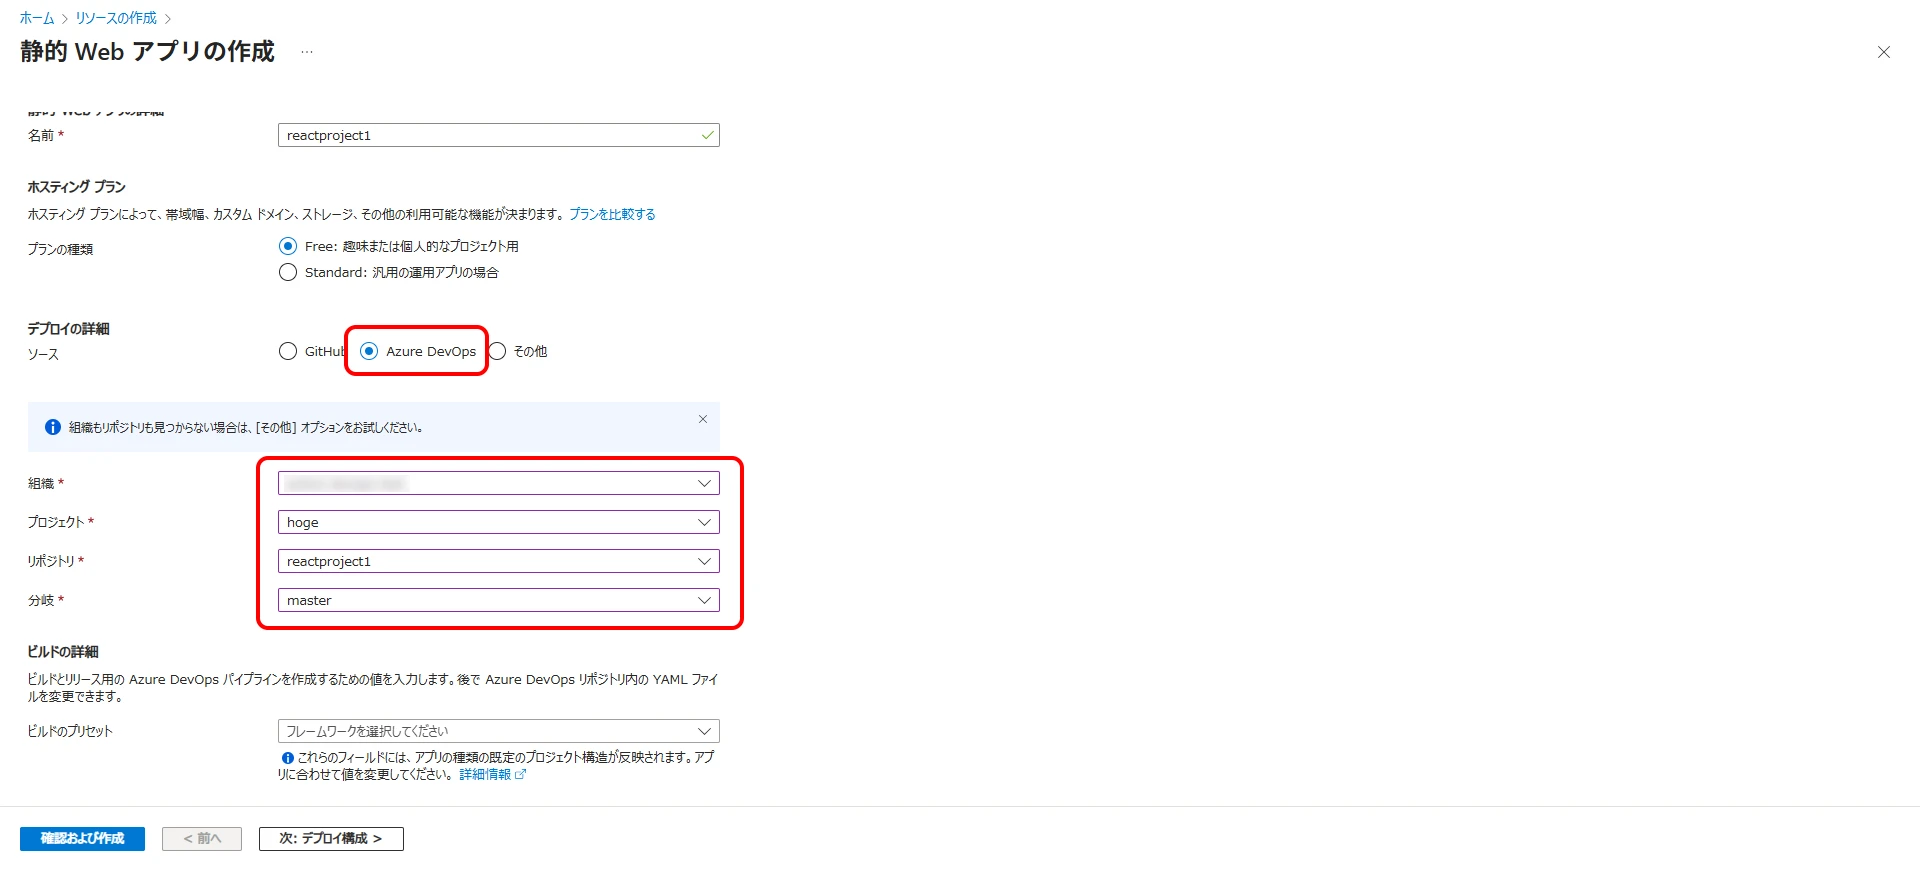 ホーム > リソースの作成 >
静的 Web アプリの作成 …
静的 Web アプリの詳細
名前 *
reactproject1
ホスティング プラン
ホスティング プランによって、帯域幅、カスタム ドメイン、ストレージ、その他の利用可能な機能が決まります。 プランを比較する
プランの種類
Free: 趣味または個人的なプロジェクト用
Standard: 汎用の運用アプリの場合
デプロイの詳細
ソース
GitHub Azure DevOps その他
組織もリポジトリも見つからない場合は、[その他] オプションをお試しください。
組織 *
プロジェクト *
hoge
リポジトリ *
reactproject1
分岐 *
master
ビルドの詳細
ビルドとリリース用の Azure DevOps パイプラインを作成するための値を入力します。後で Azure DevOps リポジトリ内の YAML ファイ
ルを変更できます。
ビルドのプリセット
フレームワークを選択してください
これらのフィールドには、アプリの種類の既定のプロジェクト構造が反映されます。アプ
リに合わせて値を変更してください。 詳細情報
確認および作成
< 前へ
次: デプロイ構成 >